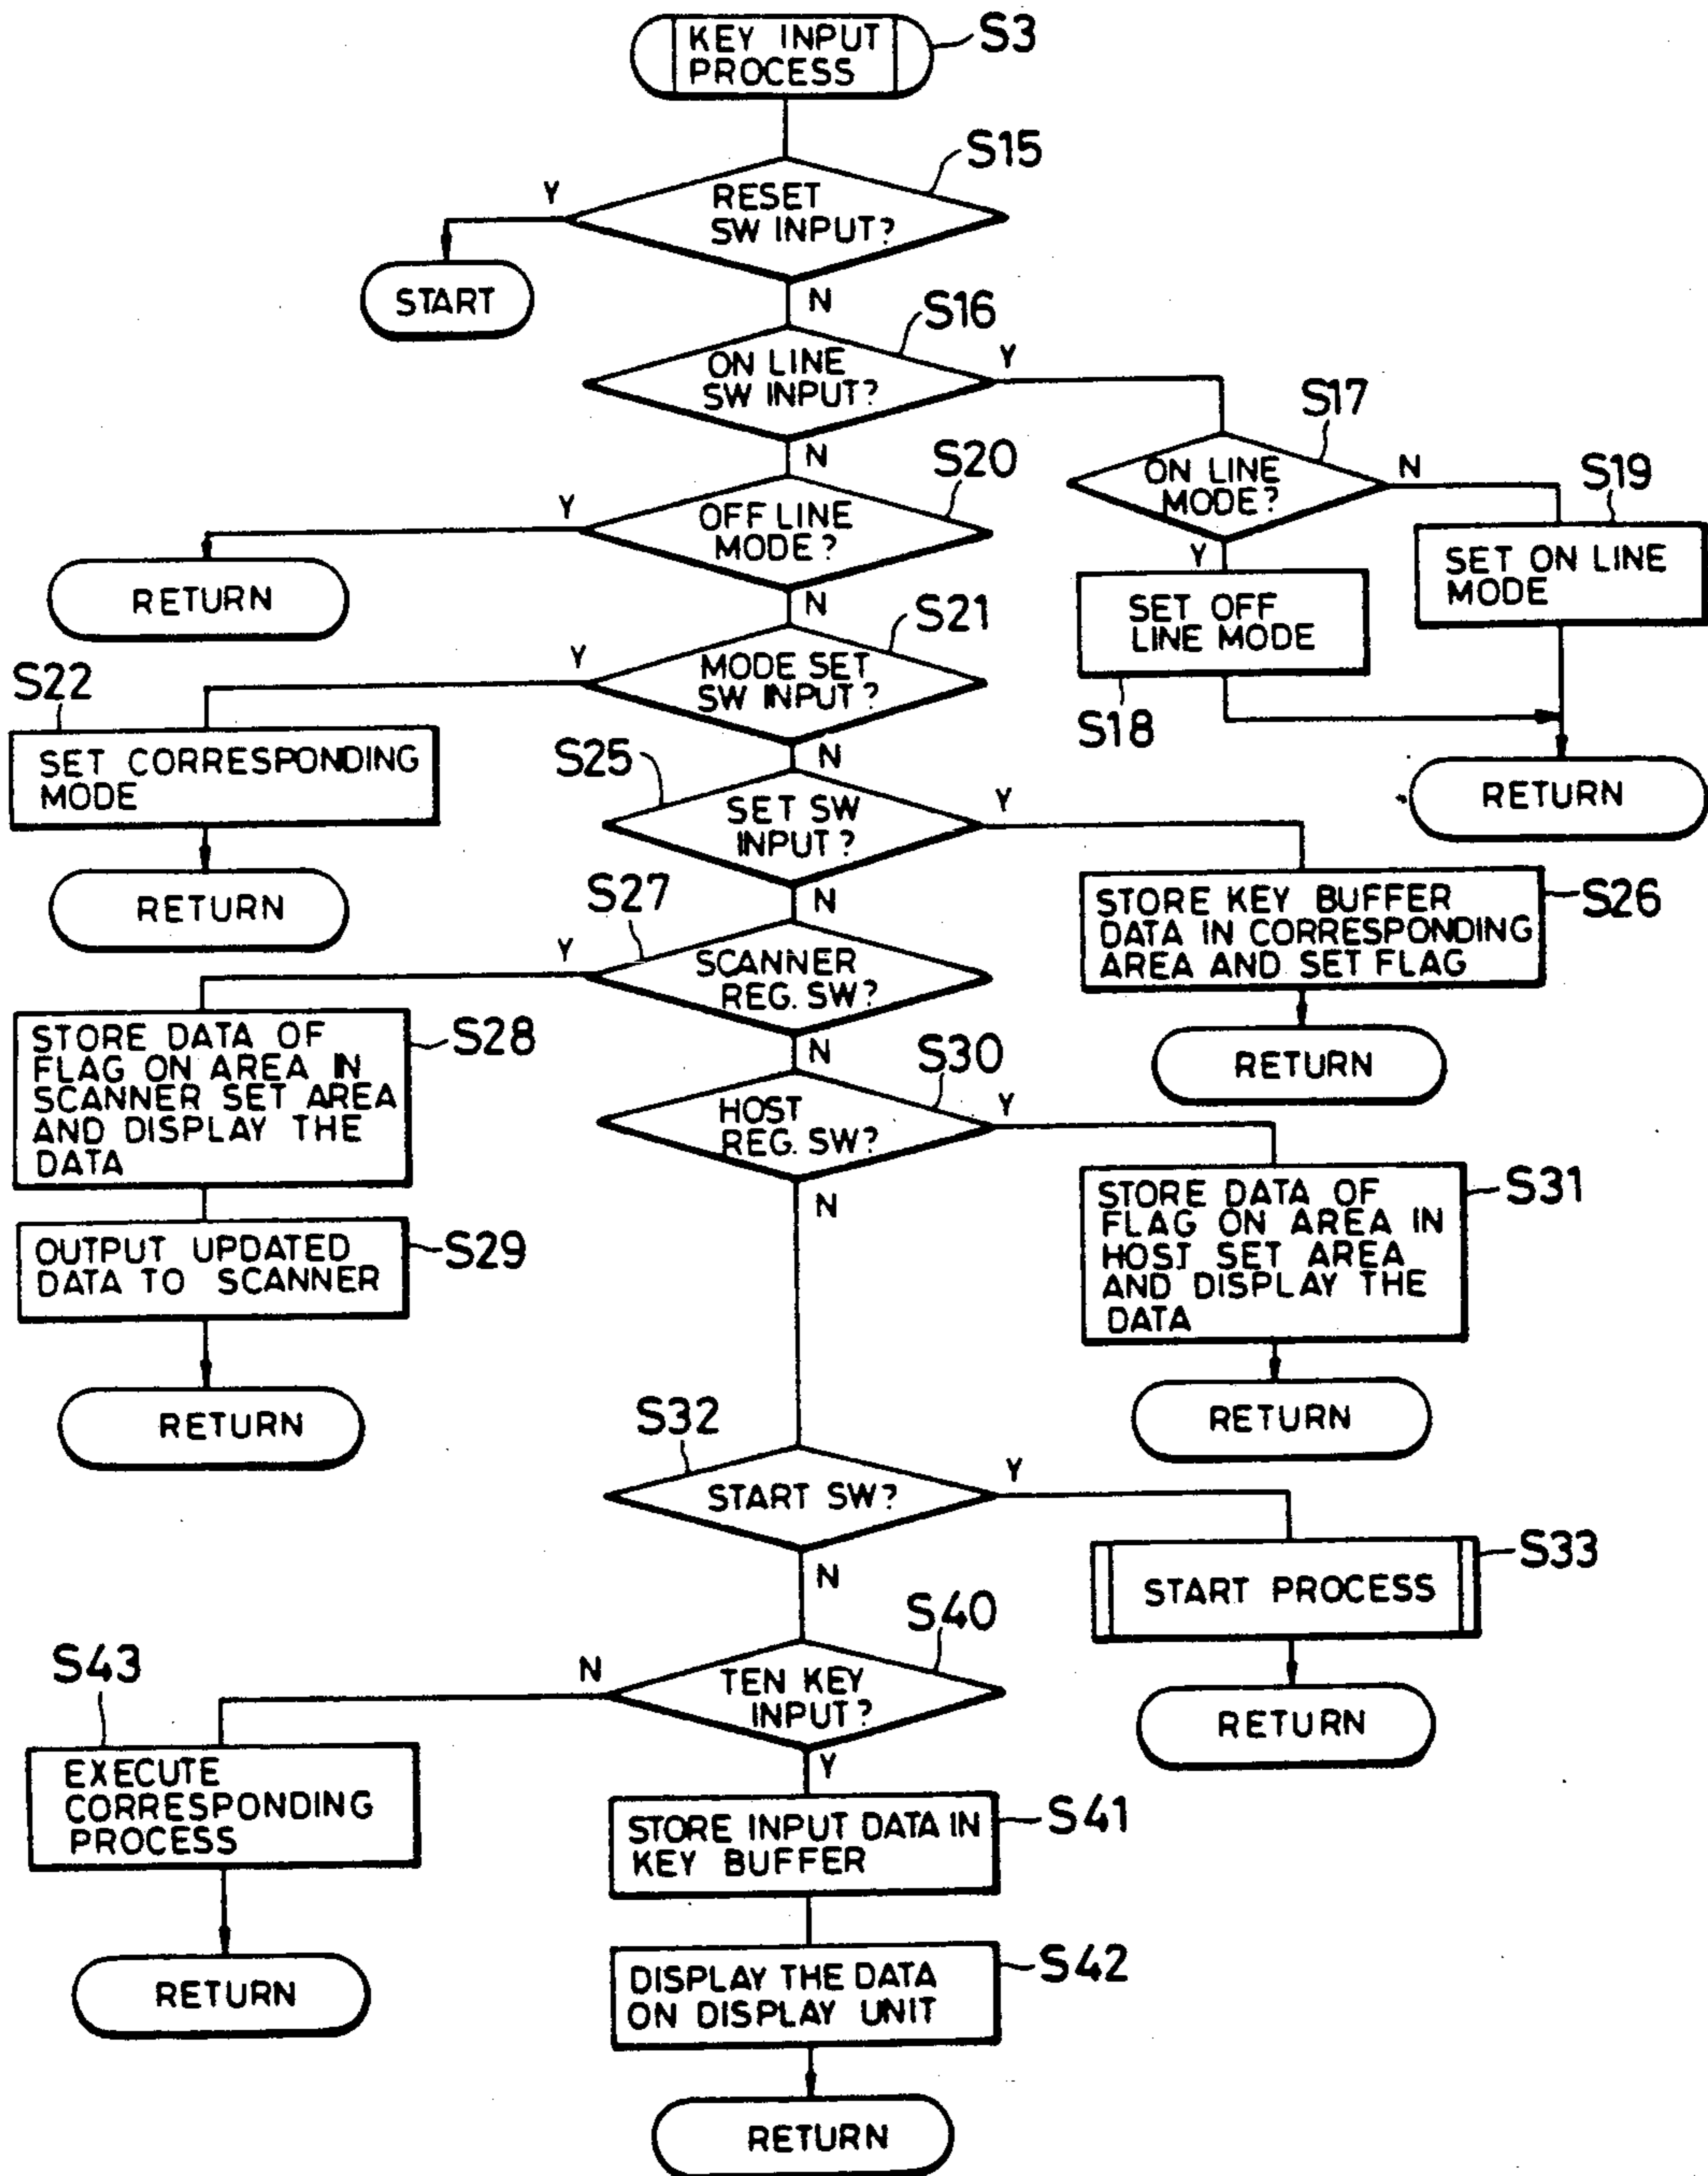 KEY INPUT
PROCESS
S3
S15
Y
RESET
SW INPUT?
START
N
S16
ON LINE
SW INPUT?
Y
S17
N
S20
ON LINE
MODE?
N
S19
Y
OFF LINE
MODE?
Y
SET ON LINE
MODE
RETURN
N
S21
SET OFF
LINE MODE
S22
Y
MODE SET
SW INPUT?
S18
SET CORRESPONDING
MODE
S25
N
RETURN
SET SW
INPUT?
Y
RETURN
S27
N
STORE KEY BUFFER
DATA IN CORRESPONDING
AREA AND SET FLAG
S26
Y
SCANNER
REG. SW?
STORE DATA OF
FLAG ON AREA IN
SCANNER SET AREA
AND DISPLAY THE
DATA
S28
N
S30
RETURN
HOST
REG. SW?
Y
N
STORE DATA OF
FLAG ON AREA IN
HOST SET AREA
AND DISPLAY THE
DATA
S31
OUTPUT UPDATED
DATA TO SCANNER
S29
RETURN
RETURN
S32
START SW?
Y
N
START PROCESS
S33
S40
S43
N
TEN KEY
INPUT?
RETURN
EXECUTE
CORRESPONDING
PROCESS
Y
STORE INPUT DATA IN
KEY BUFFER
S41
RETURN
DISPLAY THE DATA
ON DISPLAY UNIT
S42
RETURN